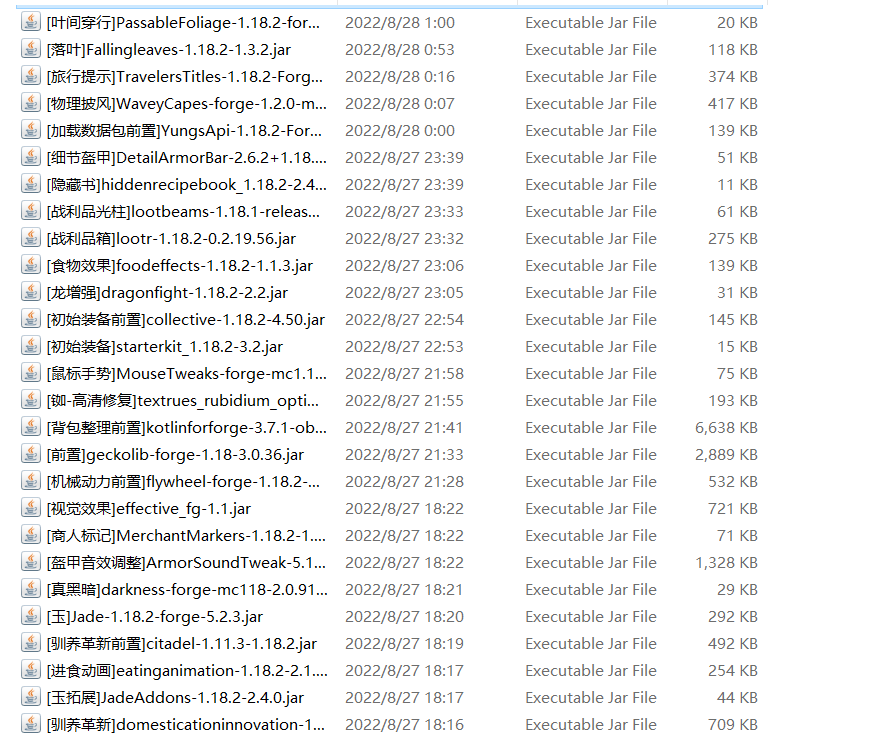 [叶间穿行]PassableFoliage-1.18.2-for... 2022/8/28 1:00 Executable Jar File 20 KB
[落叶]Fallingleaves-1.18.2-1.3.2.jar 2022/8/28 0:53 Executable Jar File 118 KB
[旅行提示]TravelersTitles-1.18.2-Forg... 2022/8/28 0:16 Executable Jar File 374 KB
[物理披风]WaveyCapes-forge-1.2.0-m... 2022/8/28 0:07 Executable Jar File 417 KB
[加载数据包前置]YungsApi-1.18.2-For... 2022/8/28 0:00 Executable Jar File 139 KB
[细节盔甲]DetailArmorBar-2.6.2+1.18.... 2022/8/27 23:39 Executable Jar File 51 KB
[隐藏书]hiddenrecipebook_1.18.2-2.4... 2022/8/27 23:39 Executable Jar File 11 KB
[战利品光柱]lootbeams-1.18.1-releas... 2022/8/27 23:33 Executable Jar File 61 KB
[战利品箱]lootr-1.18.2-0.2.19.56.jar 2022/8/27 23:32 Executable Jar File 275 KB
[食物效果]foodeffects-1.18.2-1.1.3.jar 2022/8/27 23:06 Executable Jar File 139 KB
[龙增强]dragonfight-1.18.2-2.2.jar 2022/8/27 23:05 Executable Jar File 31 KB
[初始装备前置]collective-1.18.2-4.50.jar 2022/8/27 22:54 Executable Jar File 145 KB
[初始装备]starterkit_1.18.2-3.2.jar 2022/8/27 22:53 Executable Jar File 15 KB
[鼠标手势]MouseTweaks-forge-mc1.1... 2022/8/27 21:58 Executable Jar File 75 KB
[铷-高清修复]textrues_rubidium_opti... 2022/8/27 21:55 Executable Jar File 193 KB
[背包整理前置]kotlinforforge-3.7.1-ob... 2022/8/27 21:41 Executable Jar File 6,638 KB
[前置]geckolib-forge-1.18-3.0.36.jar 2022/8/27 21:33 Executable Jar File 2,889 KB
[机械动力前置]flywheel-forge-1.18.2-... 2022/8/27 21:28 Executable Jar File 532 KB
[视觉效果]effective_fg-1.1.jar 2022/8/27 18:22 Executable Jar File 721 KB
[商人标记]MerchantMarkers-1.18.2-1.... 2022/8/27 18:22 Executable Jar File 71 KB
[盔甲音效调整]ArmorSoundTweak-5.1... 2022/8/27 18:22 Executable Jar File 1,328 KB
[真黑暗]darkness-forge-mc118-2.0.91... 2022/8/27 18:21 Executable Jar File 29 KB
[玉]Jade-1.18.2-forge-5.2.3.jar 2022/8/27 18:20 Executable Jar File 292 KB
[驯养革新前置]citadel-1.11.3-1.18.2.jar 2022/8/27 18:19 Executable Jar File 492 KB
[进食动画]eatinganimation-1.18.2-2.1.... 2022/8/27 18:17 Executable Jar File 254 KB
[玉拓展]JadeAddons-1.18.2-2.4.0.jar 2022/8/27 18:17 Executable Jar File 44 KB
[驯养革新]domesticationinnovation-1... 2022/8/27 18:16 Executable Jar File 709 KB